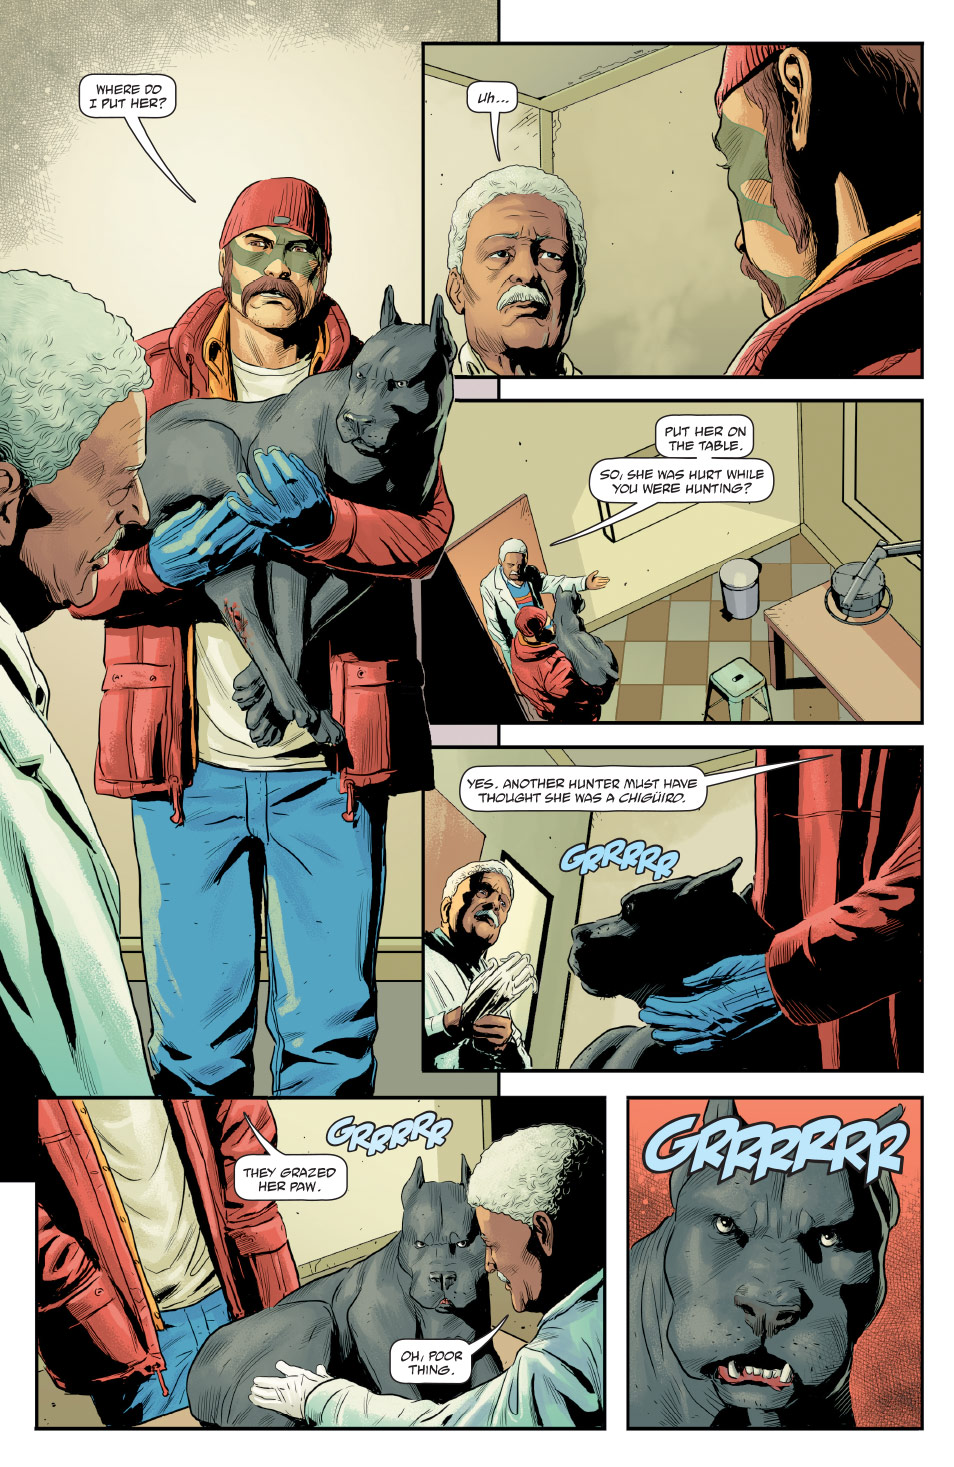 WHERE DO
I PUT HER?
Uh...
PUT HER ON
THE TABLE.
SO, SHE WAS HURT WHILE
YOU WERE HUNTING?
YES. ANOTHER HUNTER MUST HAVE
THOUGHT SHE WAS A CHIGÜIRO.
GRRRRR
GRRRRR
THEY GRAZED
HER PAW.
OH, POOR
THING.
GRRRRRR